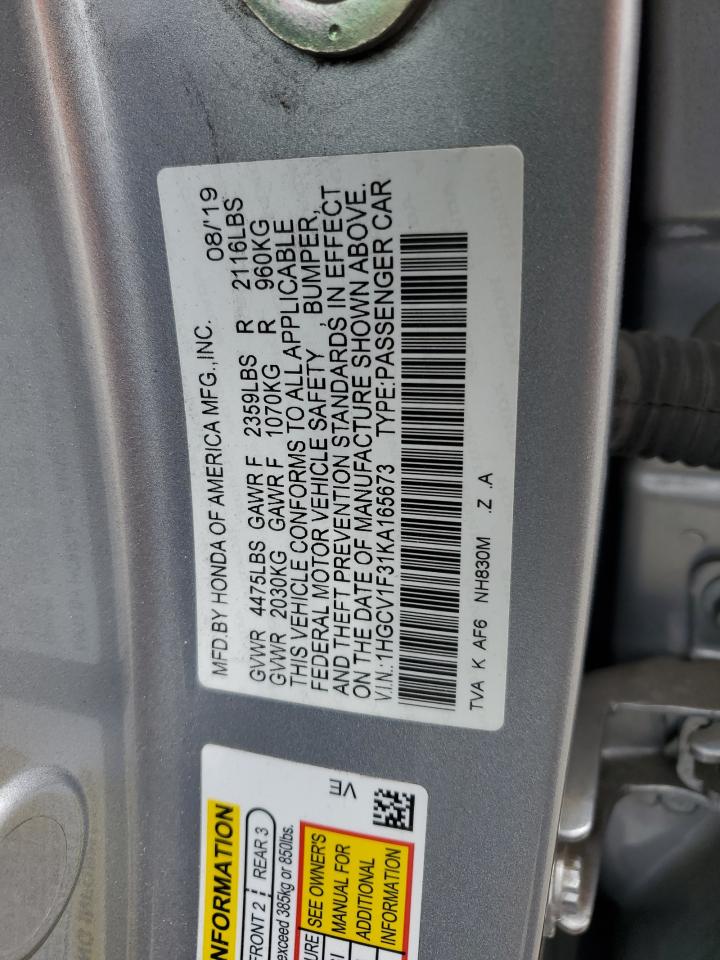 MFD.BY HONDA OF AMERICA MFG.,INC. 08/'19
GVWR 4475LBS GAWR F 2359LBS R 2116LBS
GVWR 2030KG GAWR F 1070KG R 960KG
THIS VEHICLE CONFORMS TO ALL APPLICABLE
FEDERAL MOTOR VEHICLE SAFETY , BUMPER,
AND THEFT PREVENTION STANDARDS, IN EFFECT
ON THE DATE OF MANUFACTURE SHOWN ABOVE.
V.I.N.: 1HGCV1F31KA165673 TYPE:PASSENGER CAR
TVA K AF6 NH830M .Z .A
NFORMATION
FRONT 2 REAR 3
exceed 385kg or 850lbs.
SEE OWNER'S
MANUAL FOR
ADDITIONAL
INFORMATION
VE